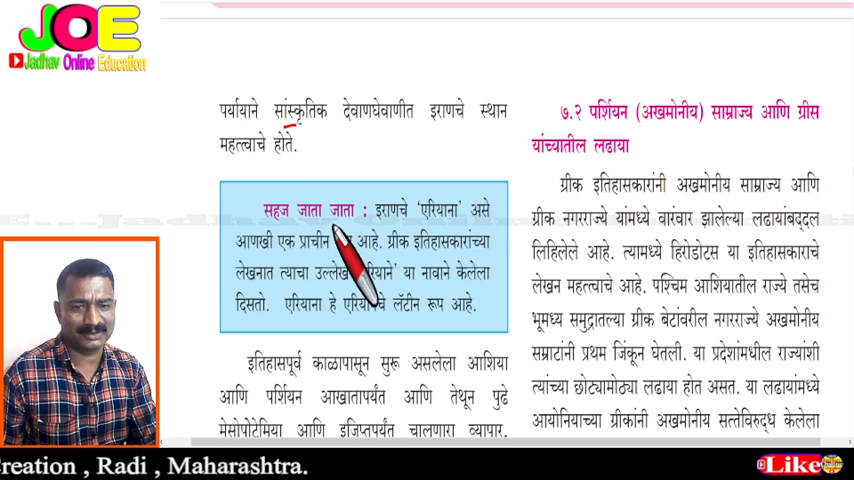 JOE
Jadhav Online Education
पर्यायाने सांस्कृतिक देवाणघेवाणीत इराणचे स्थान
महत्त्वाचे होते.
सहज जाता जाता : इराणचे ‘एरियाना’ असे
आणखी एक प्राचीन आहे. ग्रीक इतिहासकारांच्या
लेखनात त्याचा उल्लेख या नावाने केलेला
दिसतो. एरियाना हे लॅटीन रूप आहे.
इतिहासपूर्व काळापासून सुरू असलेला आशिया
आणि पर्शियन आखातापर्यंत आणि तेथून पुढे
मेसोपोटेमिया आणि इजिप्तपर्यंत चालणारा व्यापार.
७.२ पर्शियन (अखमोनीय) साम्राज्य आणि ग्रीस
यांच्यातील लढाया
ग्रीक इतिहासकारांनी अखमोनीय साम्राज्य आणि
ग्रीक नगरराज्ये यांमध्ये वारंवार झालेल्या लढायांबद्दल
लिहिलेले आहे. त्यामध्ये हिरोडोटस या इतिहासकाराचे
लेखन महत्त्वाचे आहे. पश्चिम आशियातील राज्ये तसेच
भूमध्य समुद्रातल्या ग्रीक बेटांवरील नगरराज्ये अखमोनीय
सम्राटांनी प्रथम जिंकून घेतली. या प्रदेशांमधील राज्यांशी
त्यांच्या छोट्यामोठ्या लढाया होत असत. या लढायांमध्ये
आयोनियाच्या ग्रीकांनी अखमोनीय सत्तेविरुद्ध केलेला
Creation , Radi , Maharashtra.
Like